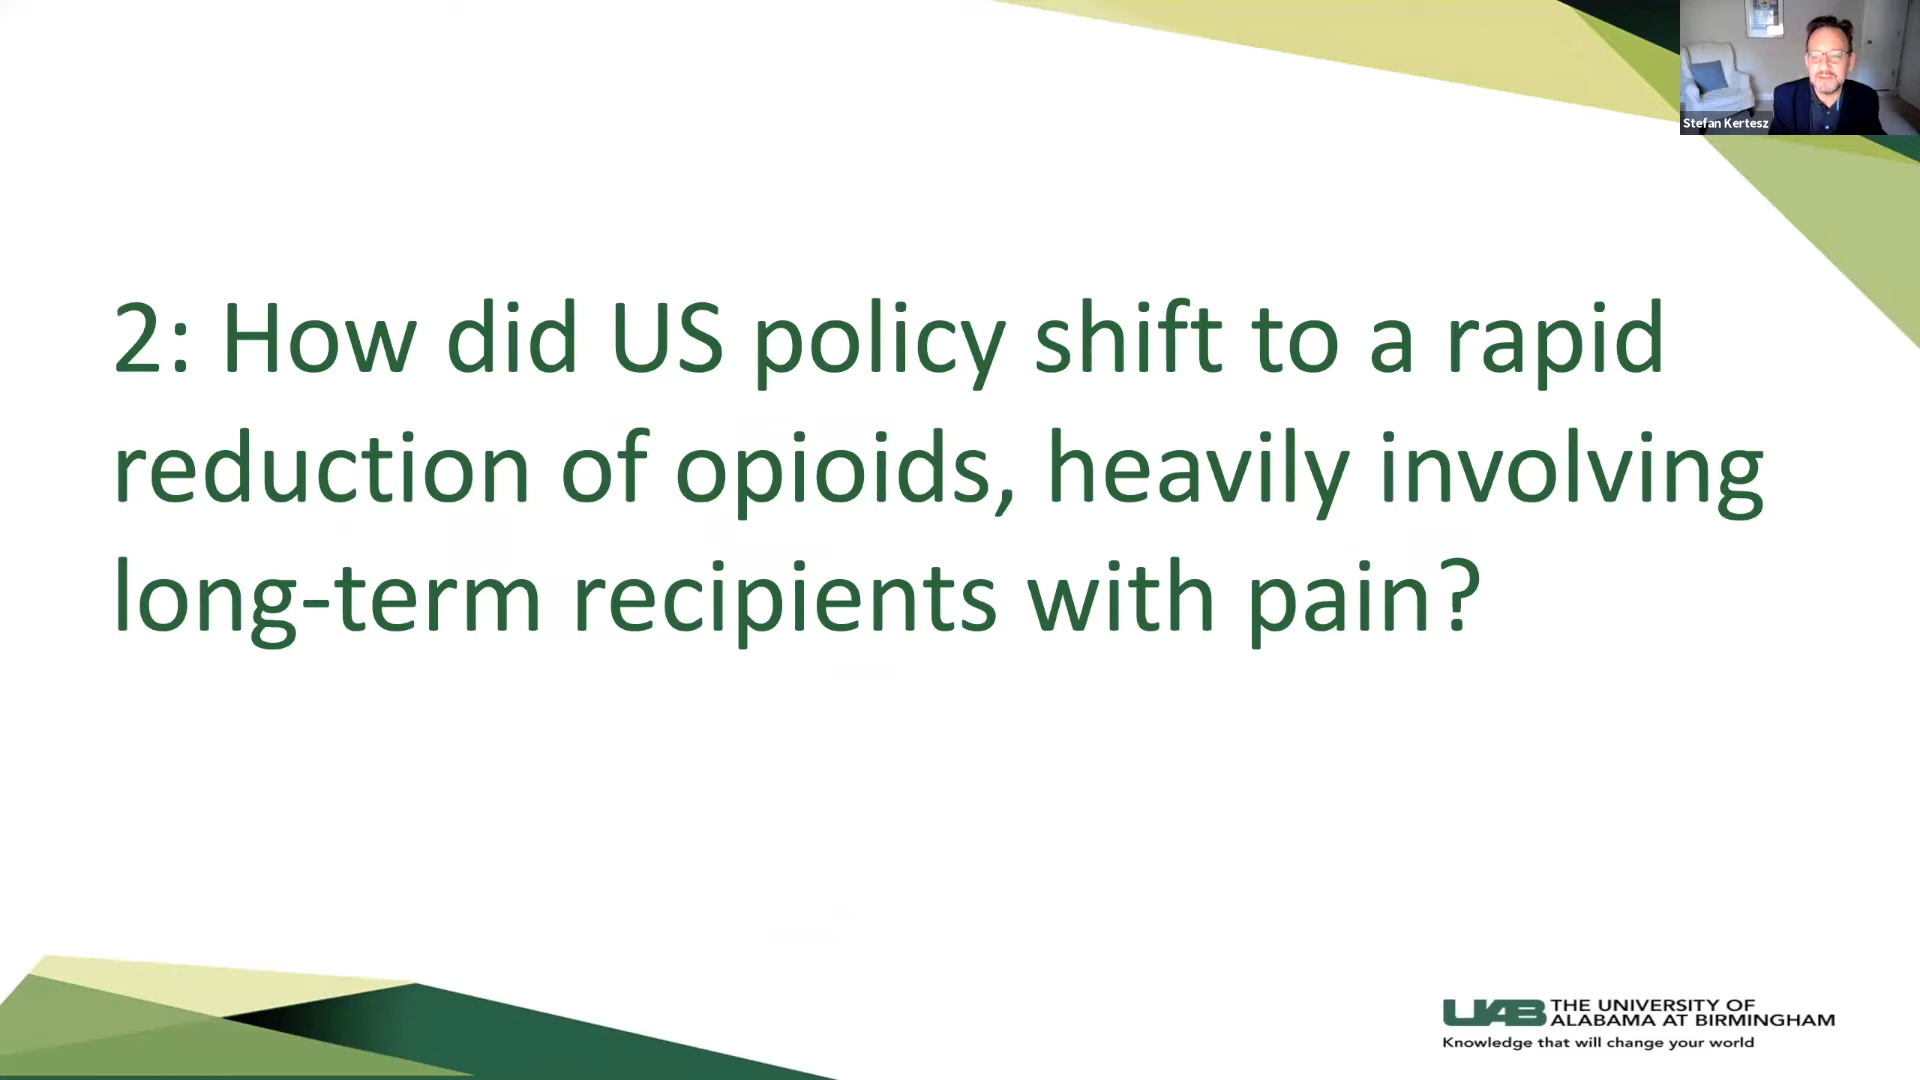 Stefan Kertesz
2: How did US policy shift to a rapid
reduction of opioids, heavily involving
long-term recipients with pain?
UAB THE UNIVERSITY OF
ALABAMA AT BIRMINGHAM
Knowledge that will change your world